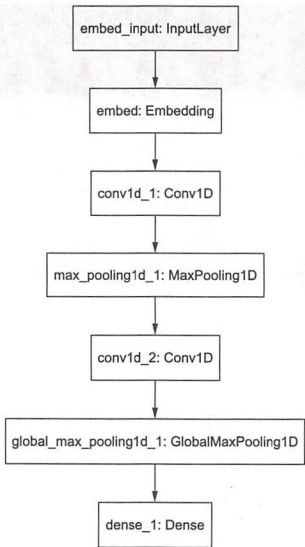 embed_input: InputLayer
embed: Embedding
conv1d_1: Conv1D
max_pooling1d_1: MaxPooling1D
conv1d_2: Conv1D
global_max_pooling1d_1: GlobalMaxPooling1D
dense_1: Dense